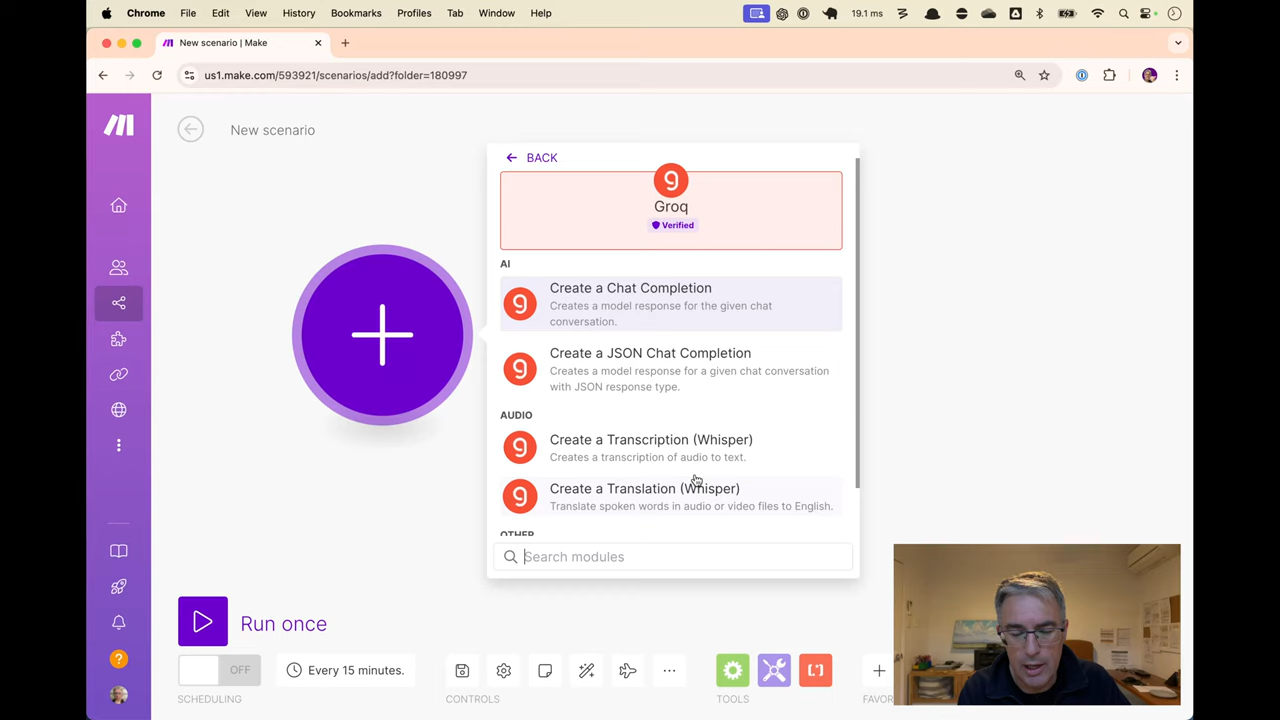 Chrome File Edit View History Bookmarks Profiles Tab Window Help 19.1 ms
New scenario | Make
us1.make.com/593921/scenarios/add?folder=180997
New scenario
BACK
Groq
Verified
AI
Create a Chat Completion
Creates a model response for the given chat
conversation.
Create a JSON Chat Completion
Creates a model response for a given chat conversation
with JSON response type.
AUDIO
Create a Transcription (Whisper)
Creates a transcription of audio to text.
Create a Translation (Whisper)
Translate spoken words in audio or video files to English.
OTHER
Search modules
Run once
OFF Every 15 minutes.
SCHEDULING CONTROLS TOOLS FAVOR